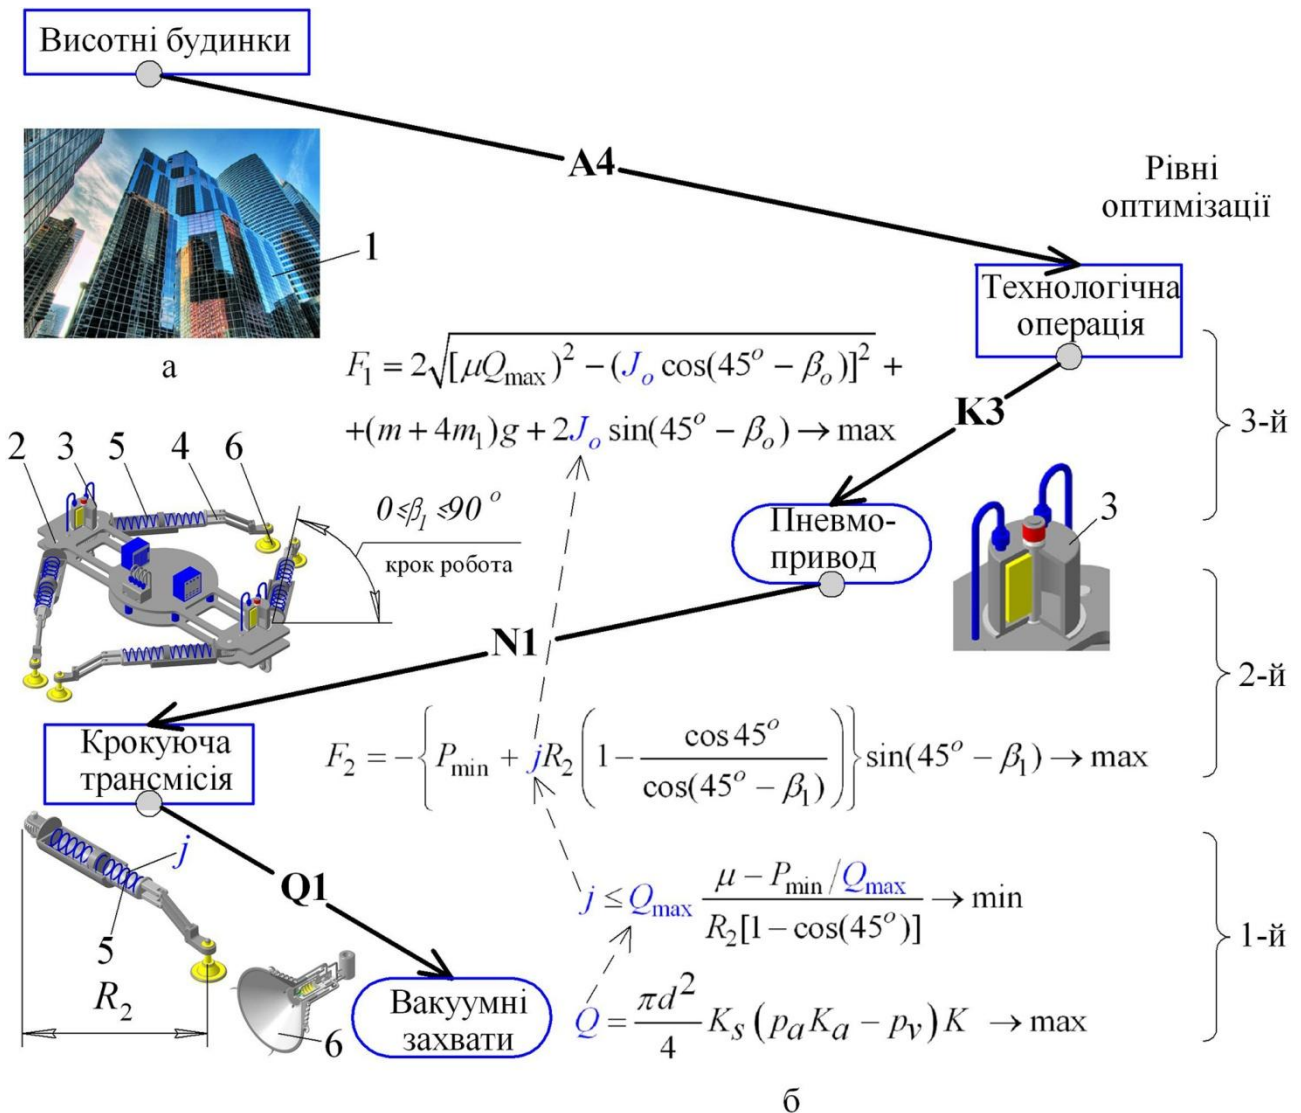 Висотні будинки
A4
Рівні
оптимізації
1
Технологічна
операція
а
F₁ = 2√([μQmax)² − (Jₒ cos(45° − βₒ)]²) +
+(m + 4m₁)g + 2Jₒ sin(45° − βₒ) → max
К3
3-й
2 3 5 4 6
0≤β₁≤90°
крок робота
Пневмо-
привод
3
N1
2-й
Крокуюча
трансмісія
F₂ = −{Pmin + jR₂(1 − cos 45° / cos(45° − β₁))} sin(45° − β₁) → max
j
5
R₂
Q1
j ≤ Qmax (μ − Pmin/Qmax) / (R₂[1 − cos(45°)]) → min
1-й
6
Вакуумні
захвати
Q = πd²/4 Kₛ (pₐKₐ − pᵥ)K → max
б